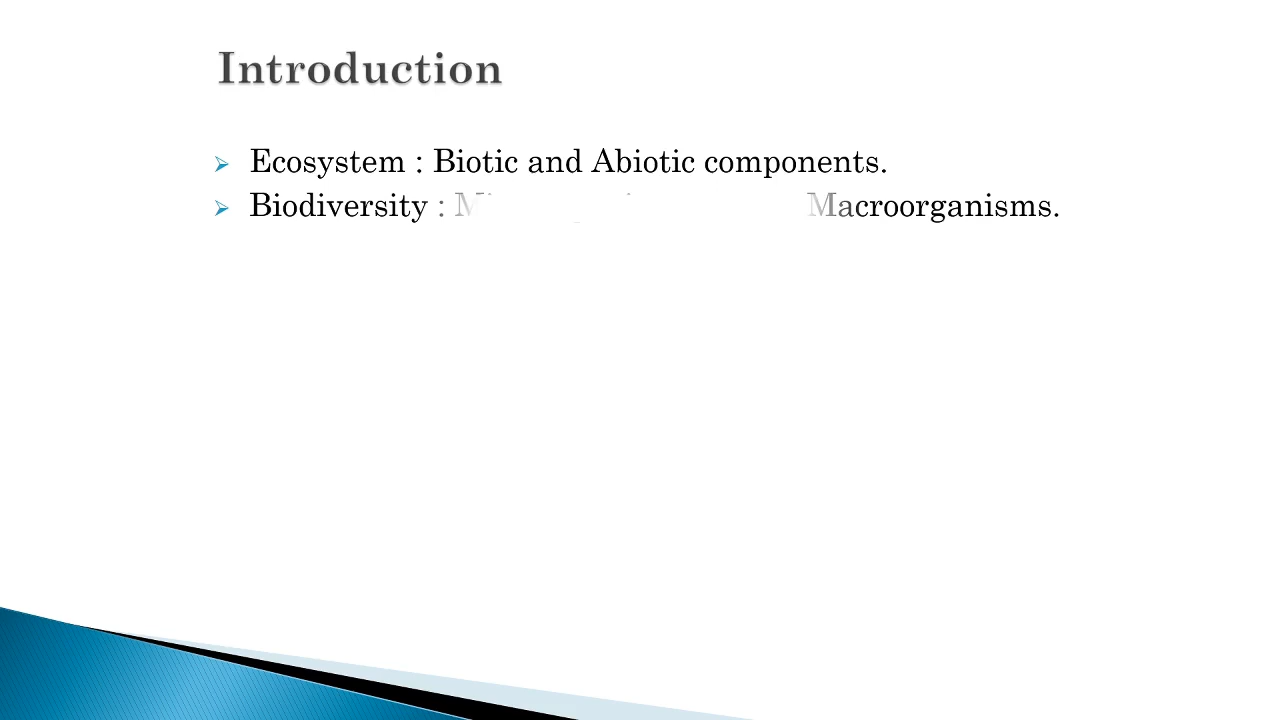 Introduction
Ecosystem : Biotic and Abiotic components.
Biodiversity : Macroorganisms.